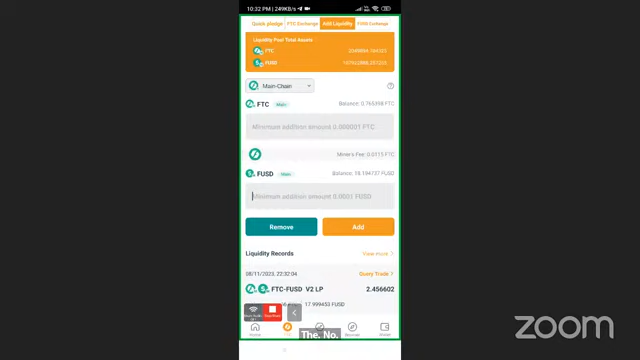 10:32 PM | 249KB/s
Quick pledge FTC Exchange Add Liquidity FUSD Exchange
Liquidity Pool Total Assets
FTC
FUSD
Main-Chain
FTC Main Balance: 0.765398 FTC
Minimum addition amount 0.000001 FTC
Miner's Fee: 0.0115 FTC
FUSD Main Balance: 18.184737 FUSD
Minimum addition amount 0.0001 FUSD
Remove Add
Liquidity Records View more >
08/11/2023, 22:32:04 Query Trade >
FTC-FUSD V2 LP 2.456602
17.999453 FUSD
Home Wallet
The. No.
zoom